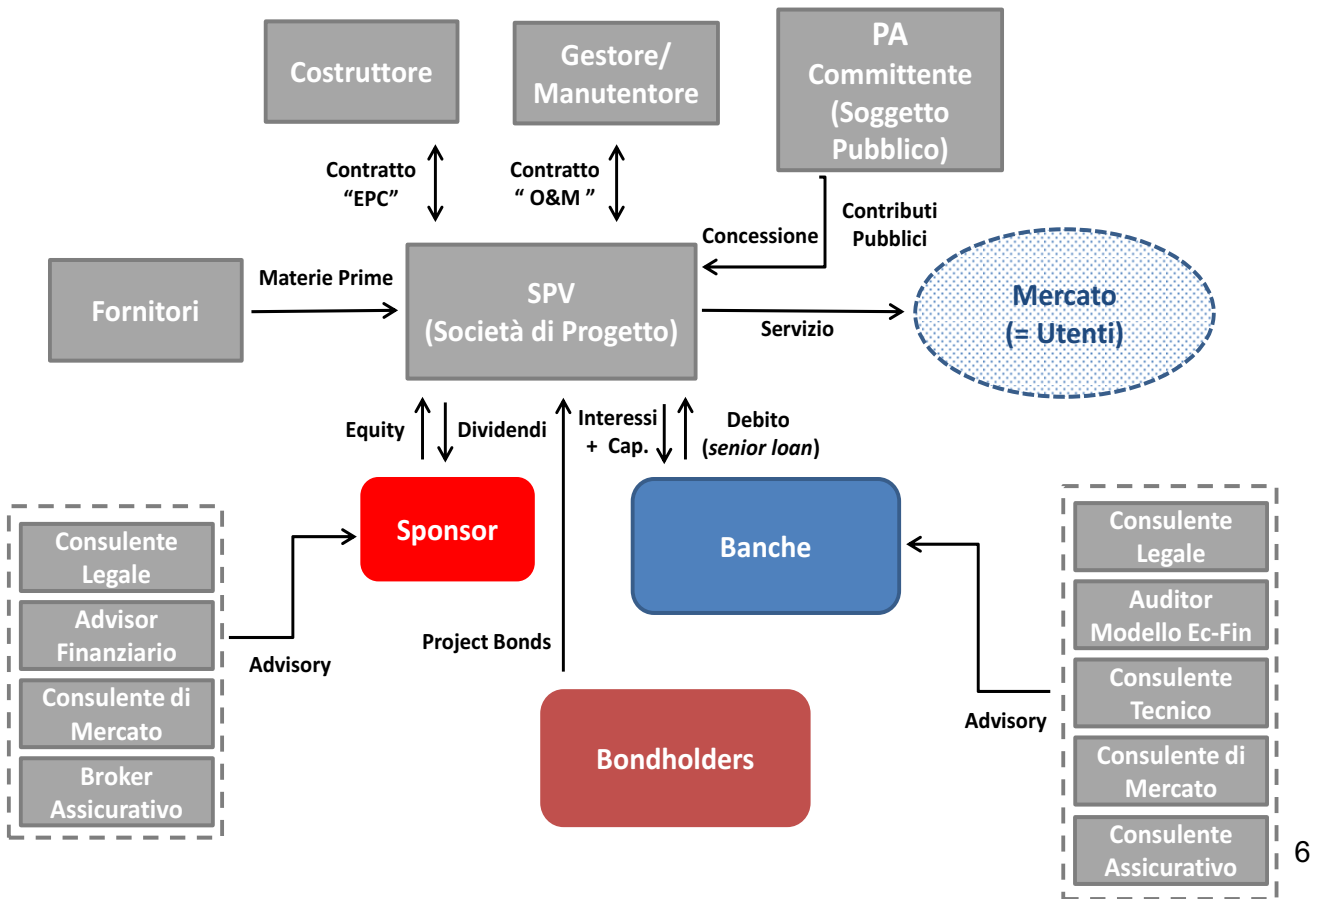 Costruttore
Gestore/
Manutentore
PA
Committente
(Soggetto
Pubblico)
Contratto
“EPC”
Contratto
“ O&M ”
Concessione
Contributi
Pubblici
Fornitori
Materie Prime
SPV
(Società di Progetto)
Servizio
Mercato
(= Utenti)
Equity
Dividendi
Interessi
+ Cap.
Debito
(senior loan)
Sponsor
Banche
Consulente
Legale
Advisor
Finanziario
Consulente di
Mercato
Broker
Assicurativo
Advisory
Project Bonds
Bondholders
Advisory
Consulente
Legale
Auditor
Modello Ec-Fin
Consulente
Tecnico
Consulente di
Mercato
Consulente
Assicurativo
6